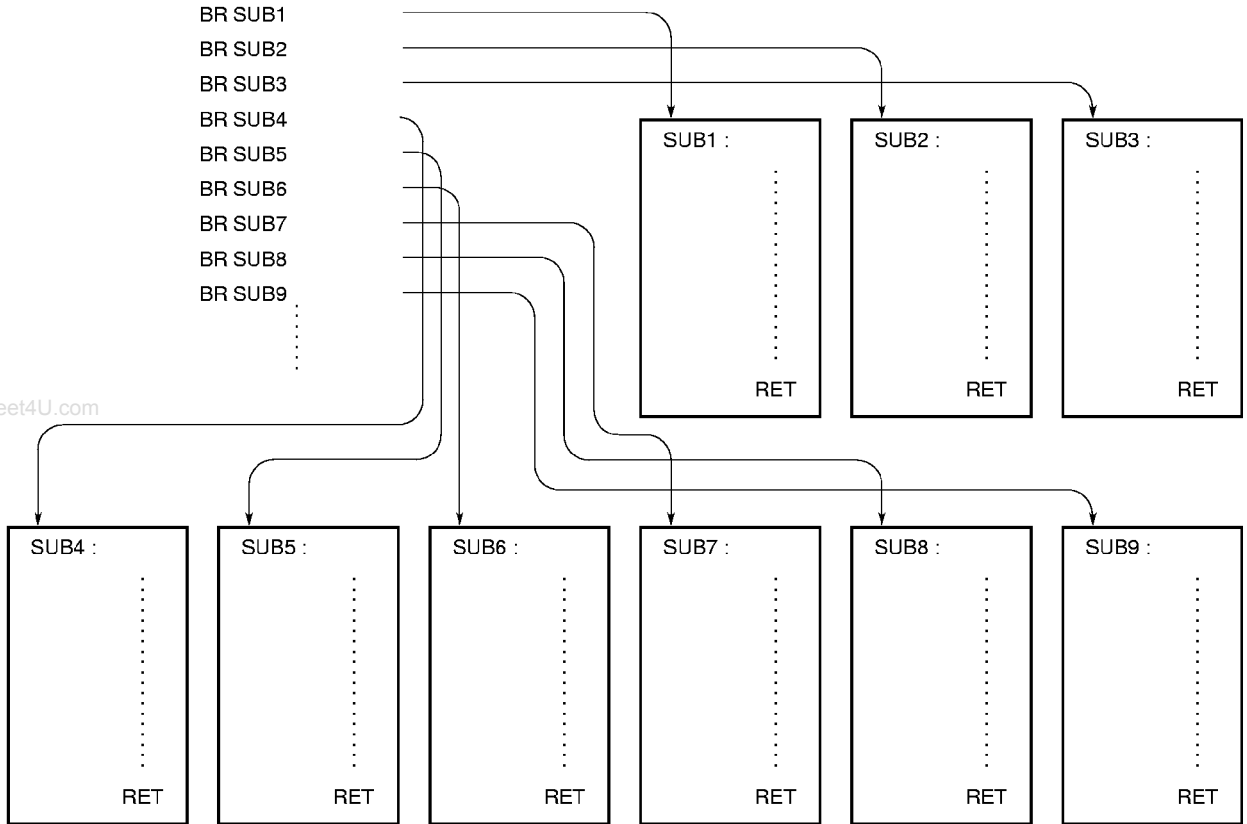 BR SUB1
BR SUB2
BR SUB3
BR SUB4
BR SUB5
BR SUB6
BR SUB7
BR SUB8
BR SUB9
SUB1 :
RET
SUB2 :
RET
SUB3 :
RET
eet4U.com
SUB4 :
RET
SUB5 :
RET
SUB6 :
RET
SUB7 :
RET
SUB8 :
RET
SUB9 :
RET